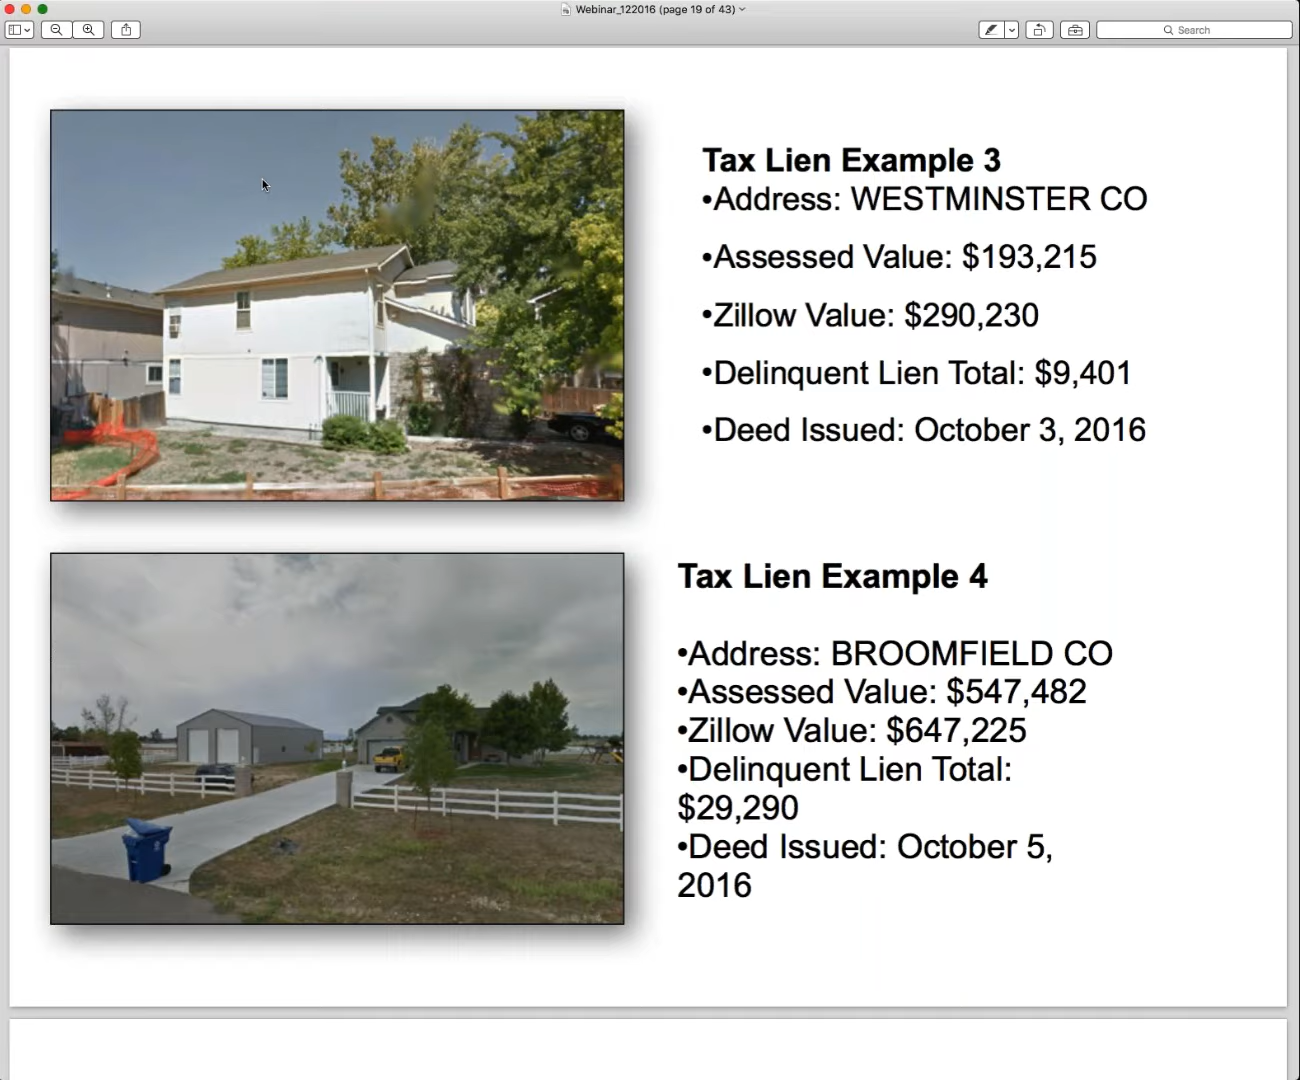 Webinar_122016 (page 19 of 43)
Search
Tax Lien Example 3
•Address: WESTMINSTER CO
•Assessed Value: $193,215
•Zillow Value: $290,230
•Delinquent Lien Total: $9,401
•Deed Issued: October 3, 2016
Tax Lien Example 4
•Address: BROOMFIELD CO
•Assessed Value: $547,482
•Zillow Value: $647,225
•Delinquent Lien Total:
$29,290
•Deed Issued: October 5,
2016